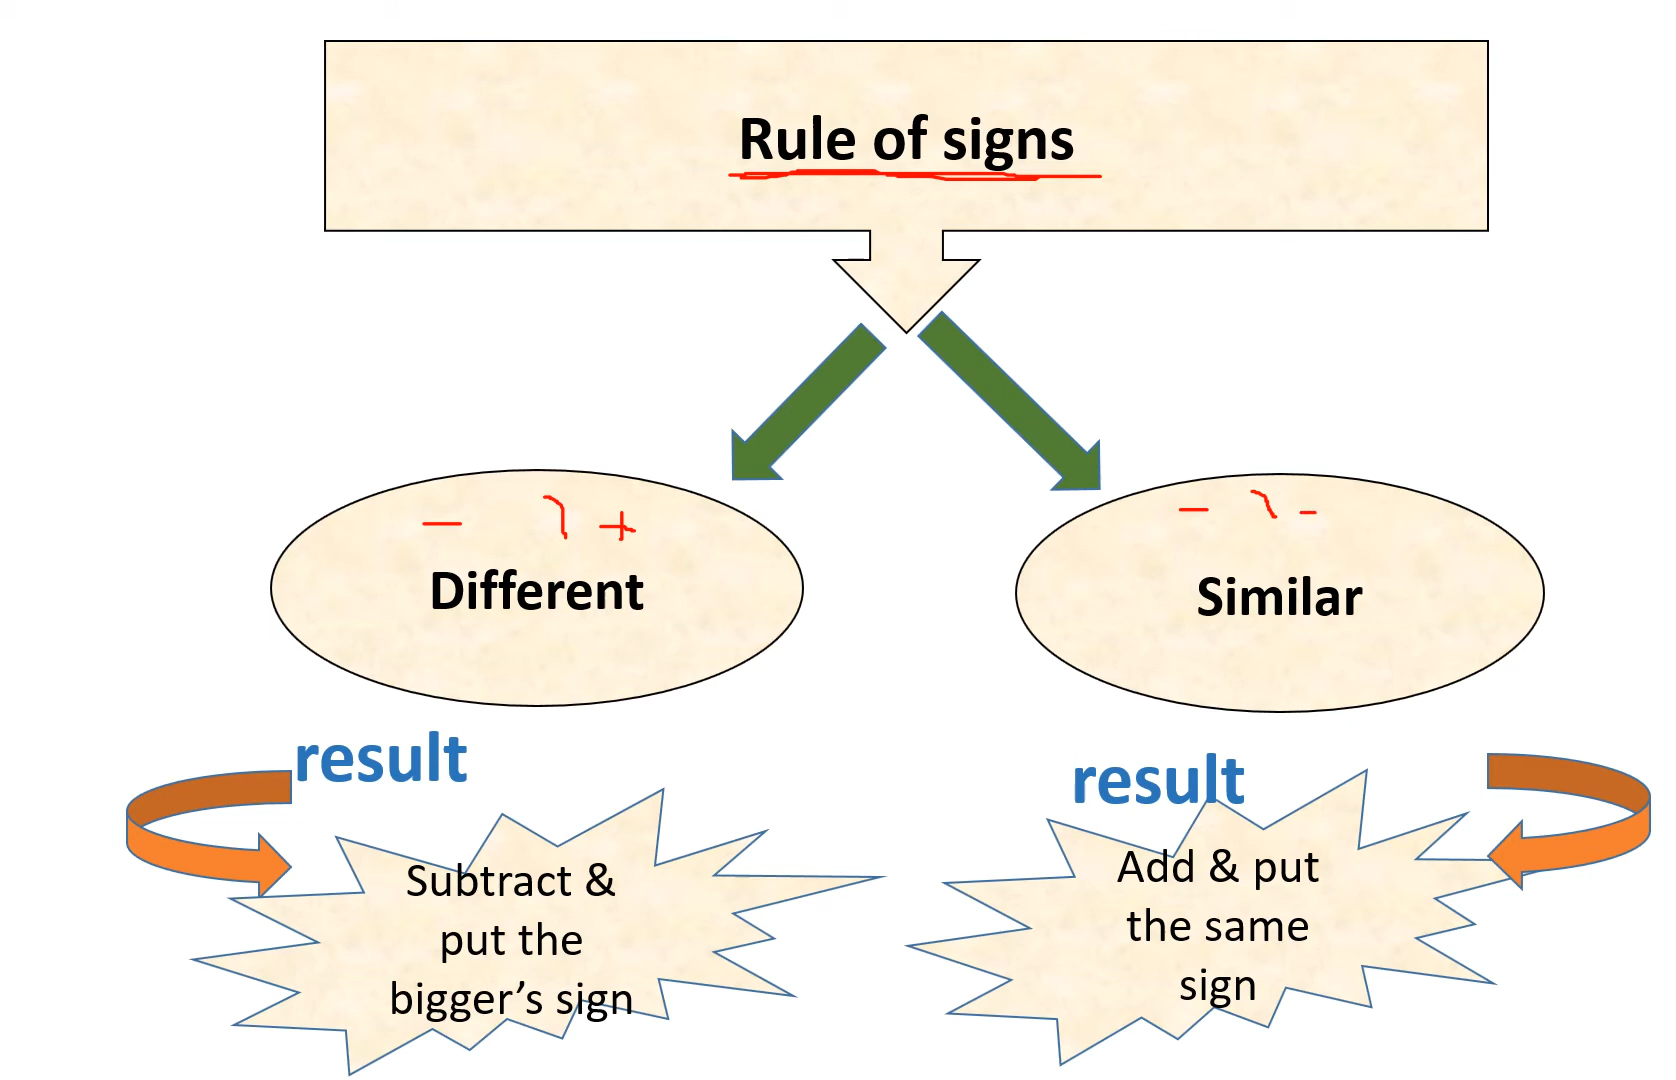 Rule of signs
− , +
Different
− , -
Similar
result
result
Subtract &
put the
bigger’s sign
Add & put
the same
sign